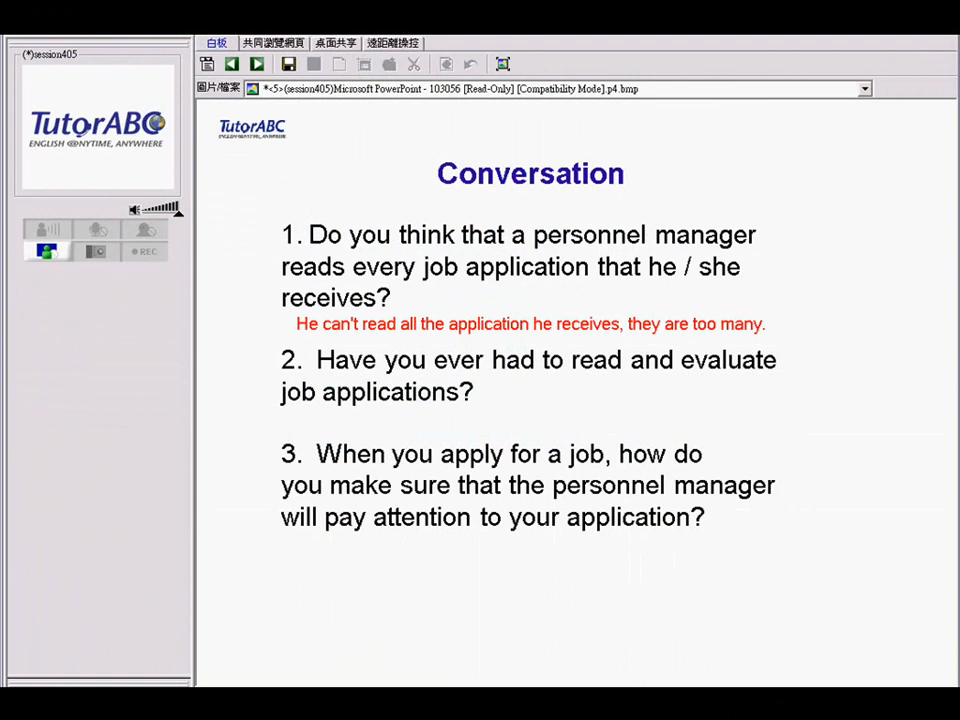 (*)session405
白板 共同瀏覽網頁 桌面共享 遠距離操控
TutorABC
ENGLISH @NYTIME, ANYWHERE
REC
圖片/檔案 *<5>(session405)Microsoft PowerPoint - 103056 [Read-Only] [Compatibility Mode].p4.bmp
TutorABC
ENGLISH @NYTIME, ANYWHERE
Conversation
1. Do you think that a personnel manager
reads every job application that he / she
receives?
He can't read all the application he receives, they are too many.
2. Have you ever had to read and evaluate
job applications?
3. When you apply for a job, how do
you make sure that the personnel manager
will pay attention to your application?